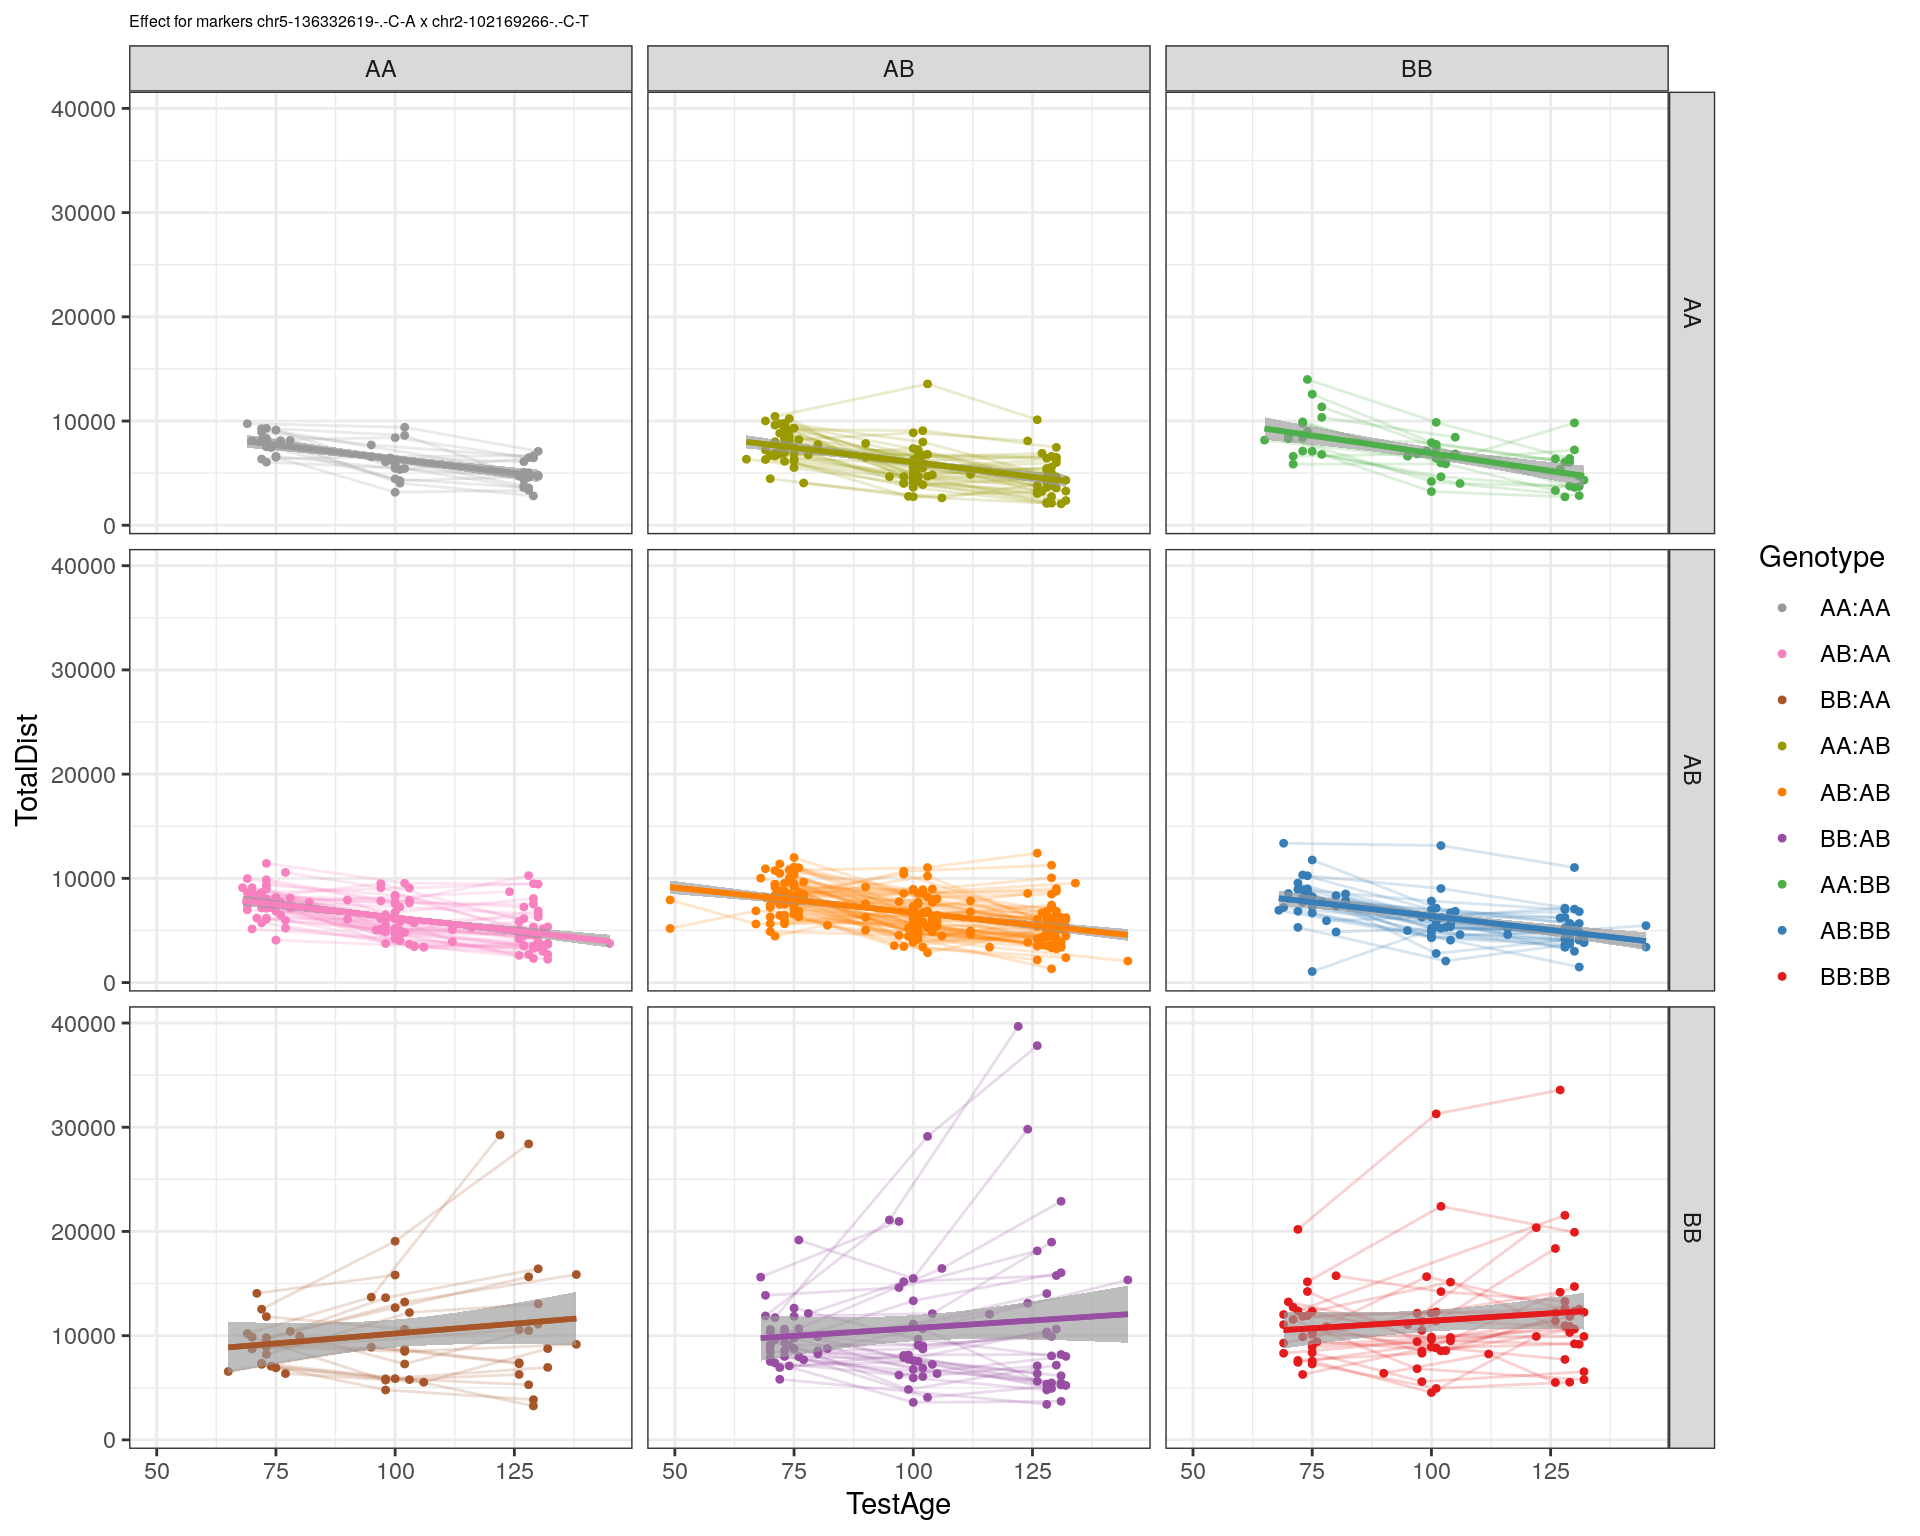 Effect for markers chr5-136332619-.-C-A x chr2-102169266-.-C-T
AA
AB
BB
40000
30000
20000
10000
0
AA
40000
30000
20000
10000
0
AB
40000
30000
20000
10000
0
BB
50
75
100
125
50
75
100
125
50
75
100
125
TestAge
TotalDist
Genotype
AA:AA
AB:AA
BB:AA
AA:AB
AB:AB
BB:AB
AA:BB
AB:BB
BB:BB